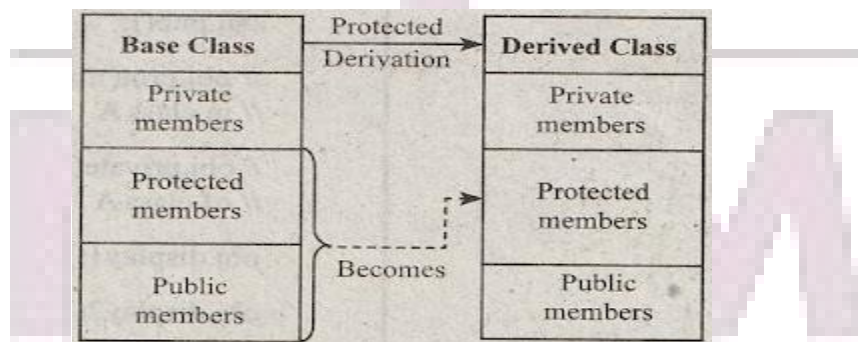 Base Class
Private
members
Protected
members
Public
members
Protected
Derivation
Becomes
Derived Class
Private
members
Protected
members
Public
members